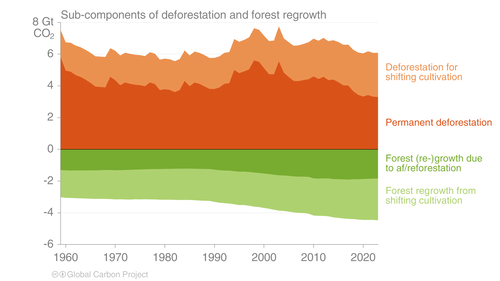 Sub-components of deforestation and forest regrowth
8 Gt
CO2
6
4
2
0
-2
-4
-6
1960
1970
1980
1990
2000
2010
2020
Deforestation for
shifting cultivation
Permanent deforestation
Forest (re-)growth due
to af/reforestation
Forest regrowth from
shifting cultivation
Global Carbon Project